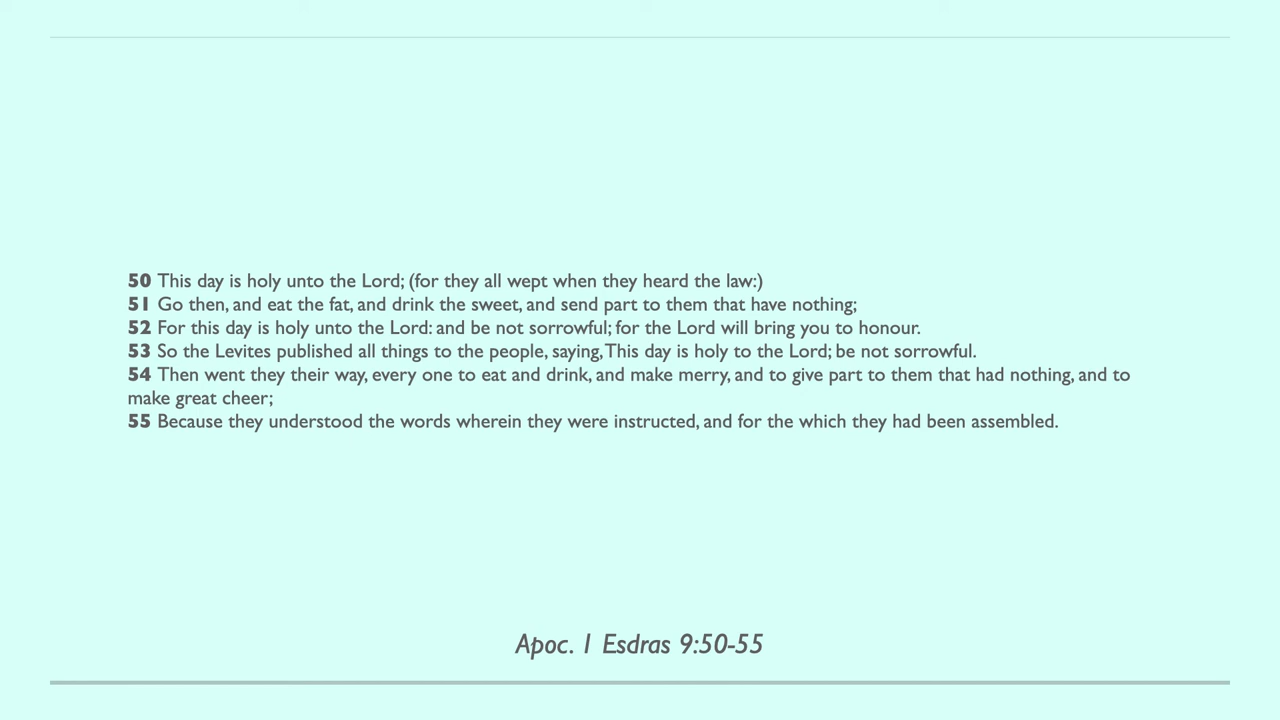 50 This day is holy unto the Lord; (for they all wept when they heard the law:)
51 Go then, and eat the fat, and drink the sweet, and send part to them that have nothing;
52 For this day is holy unto the Lord: and be not sorrowful; for the Lord will bring you to honour.
53 So the Levites published all things to the people, saying, This day is holy to the Lord; be not sorrowful.
54 Then went they their way, every one to eat and drink, and make merry, and to give part to them that had nothing, and to
make great cheer;
55 Because they understood the words wherein they were instructed, and for the which they had been assembled.
Apoc. 1 Esdras 9:50-55